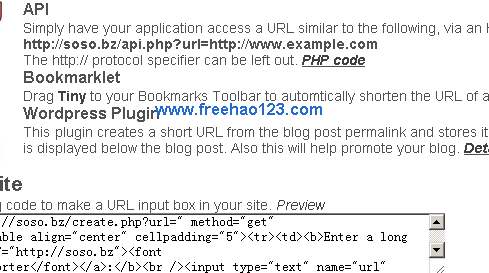 API
Simply have your application access a URL similar to the following, via an
http://soso.bz/api.php?url=http://www.example.com
The http:// protocol specifier can be left out. PHP code
Bookmarklet
Drag Tiny to your Bookmarks Toolbar to automtically shorten the URL of a
Wordpress Plugin
www.freehao123.com
This plugin creates a short URL from the blog post permalink and stores it
is displayed below the blog post. Also this will help promote your blog. Deta
ite
g code to make a URL input box in your site. Preview
//soso.bz/create.php?url=" method="get"
able align="center" cellpadding="5"><tr><td><b>Enter a long
="http://soso.bz"><font
orter</font></a>:</b><br /><input type="text" name="url"